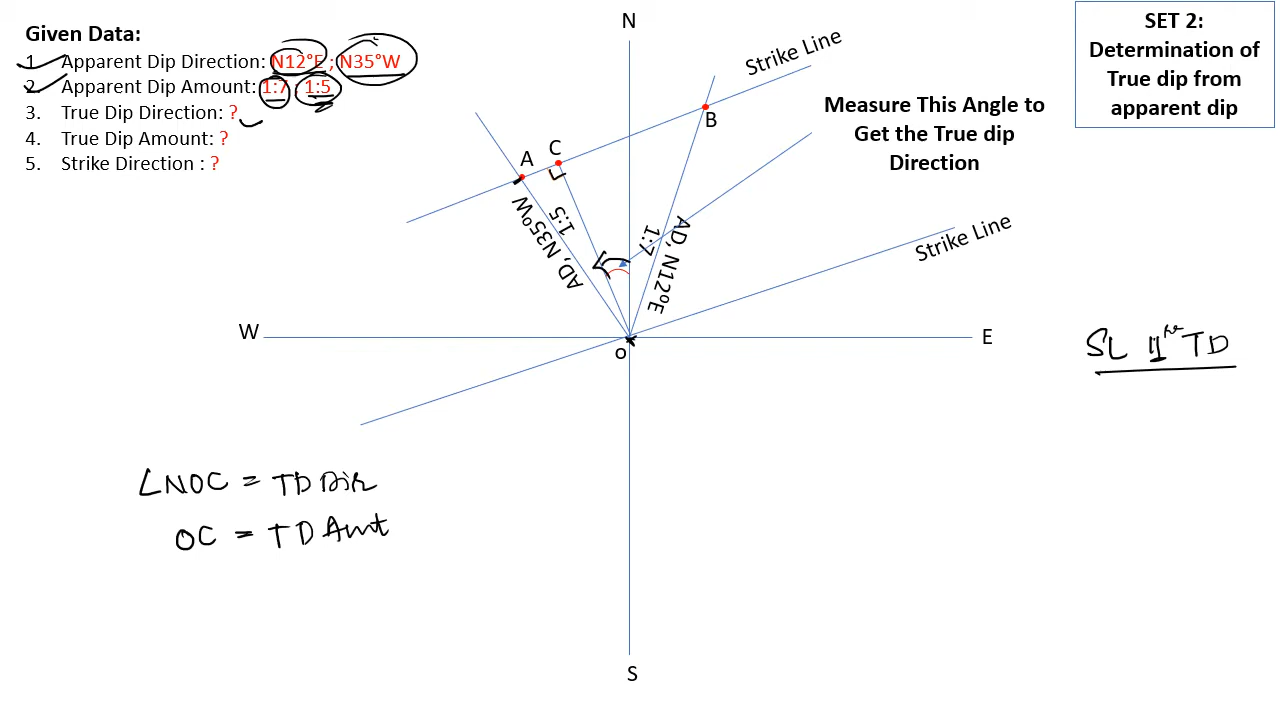 Given Data:
1. Apparent Dip Direction: N12°E ; N35°W
2. Apparent Dip Amount: 1:7 1:5
3. True Dip Direction: ?
4. True Dip Amount: ?
5. Strike Direction : ?
N
Strike Line
SET 2:
Determination of
True dip from
apparent dip
Measure This Angle to
Get the True dip
Direction
A
C
B
AD, N35°W
1:5
1:7
AD, N12°E
Strike Line
W
E
O
S
SL TD
∠NOC = TD Dir
OC = TD Amt